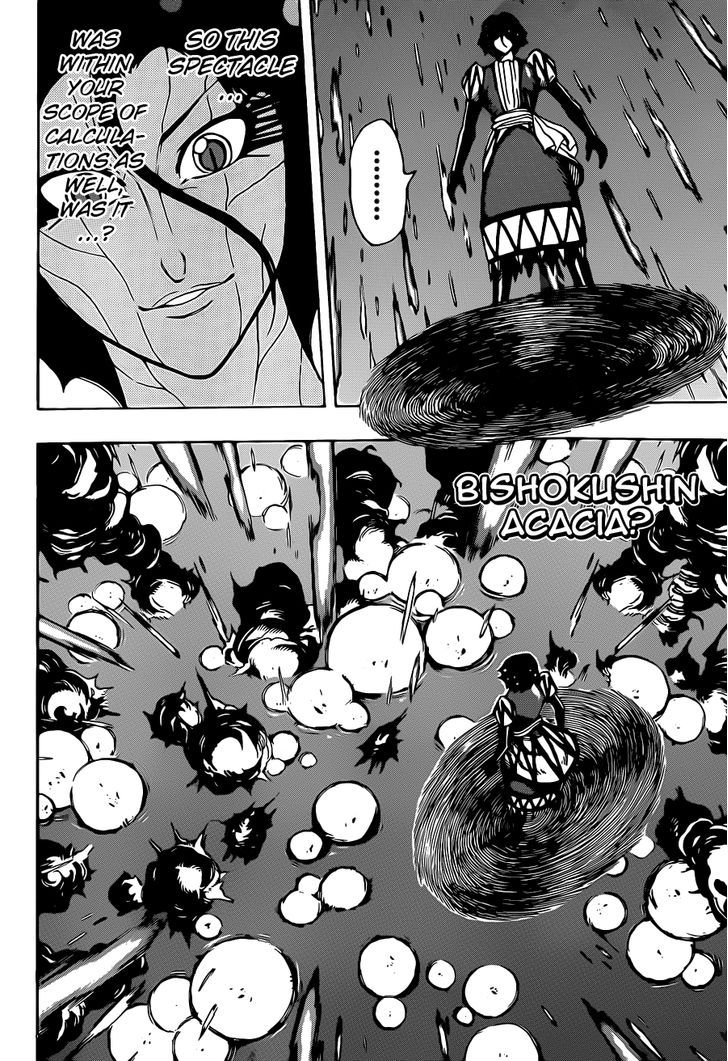 .........
SO THIS
SPECTACLE
...
WAS
WITHIN
YOUR
SCOPE OF
CALCULA-
TIONS AS
WELL
WAS IT
...?
BISHOKUSHIN
ACACIA?